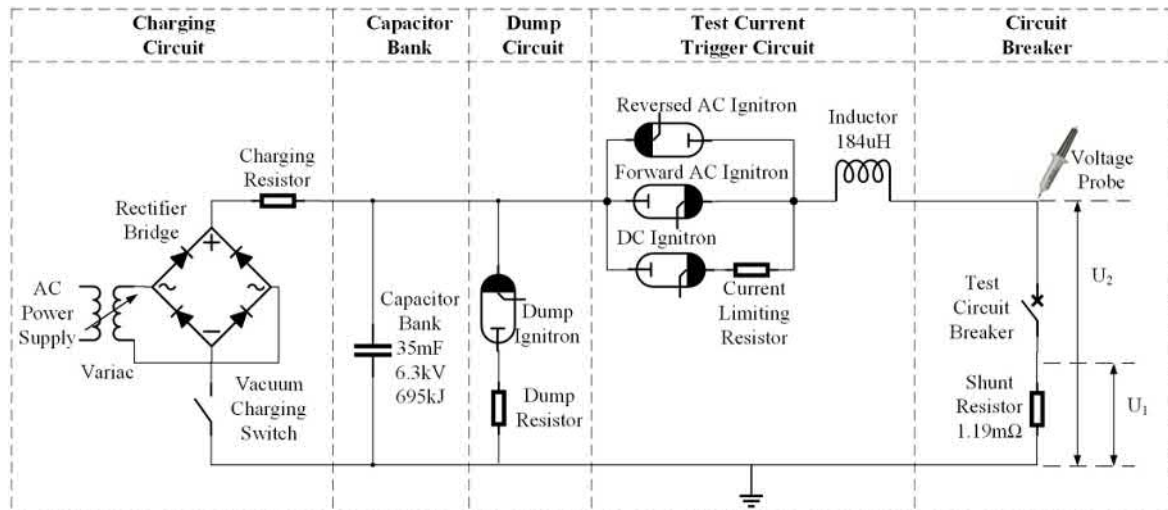 Charging
Circuit
Capacitor
Bank
Dump
Circuit
Test Current
Trigger Circuit
Circuit
Breaker
Reversed AC Ignitron
Forward AC Ignitron
DC Ignitron
Current
Limiting
Resistor
Inductor
184uH
Voltage
Probe
Charging
Resistor
Rectifier
Bridge
+
~
~
−
AC
Power
Supply
Variac
Vacuum
Charging
Switch
Capacitor
Bank
35mF
6.3kV
695kJ
Dump
Ignitron
Dump
Resistor
Test
Circuit
Breaker
Shunt
Resistor
1.19mΩ
U2
U1